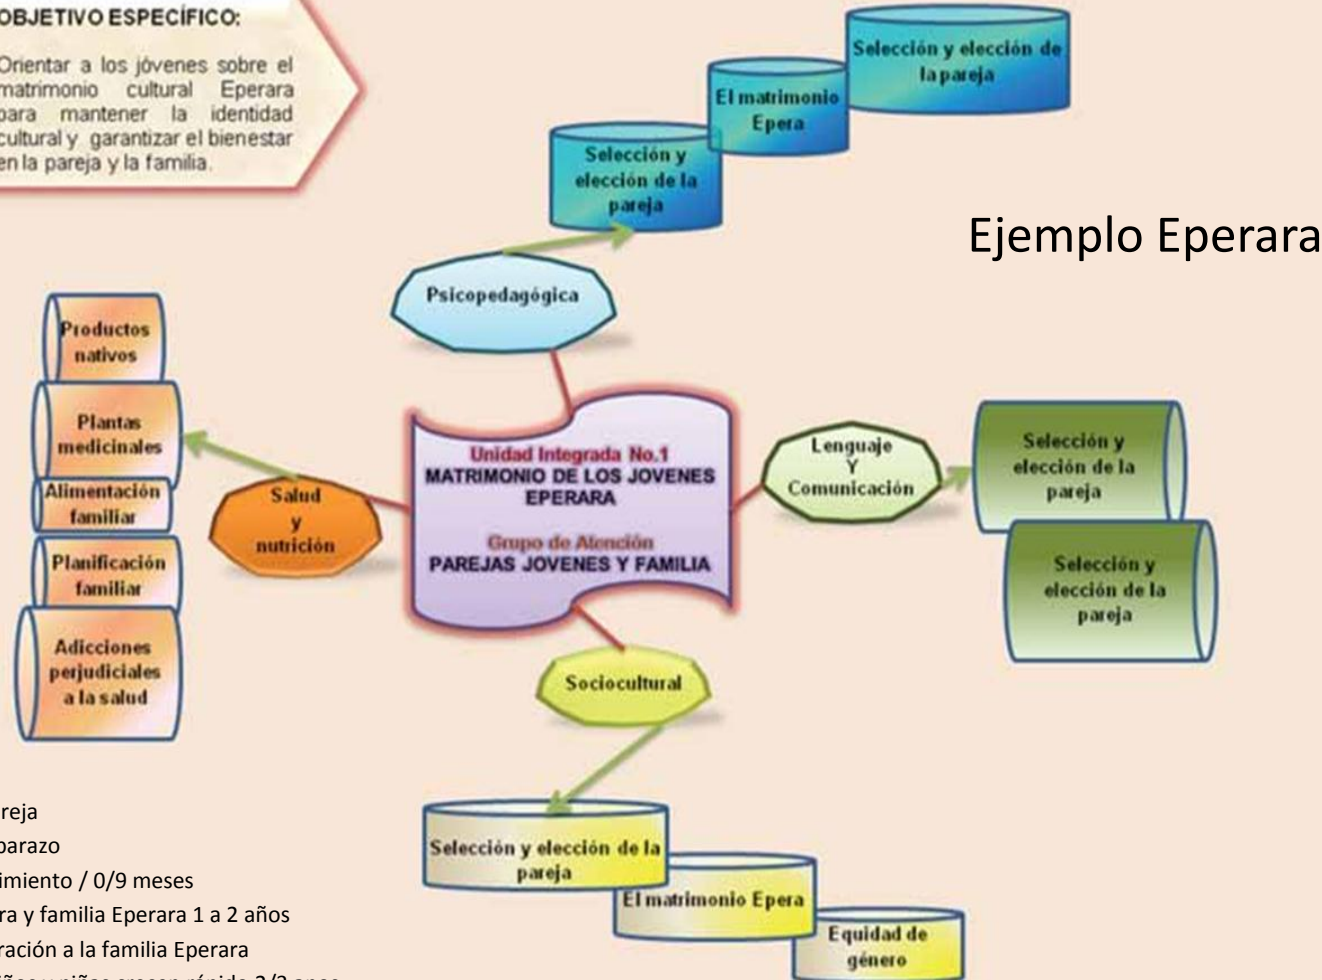 OBJETIVO ESPECÍFICO:
Orientar a los jóvenes sobre el
matrimonio cultural Eperara
para mantener la identidad
cultural y garantizar el bienestar
en la pareja y la familia.
Selección y elección de
la pareja
El matrimonio
Epera
Selección y
elección de la
pareja
Ejemplo Eperara
Psicopedagógica
Productos
nativos
Plantas
medicinales
Alimentación
familiar
Planificación
familiar
Adicciones
perjudiciales
a la salud
Salud
y
nutrición
Unidad Integrada No.1
MATRIMONIO DE LOS JOVENES
EPERARA
Grupo de Atención
PAREJAS JOVENES Y FAMILIA
Lenguaje
Y
Comunicación
Selección y
elección de la
pareja
Selección y
elección de la
pareja
Sociocultural
Selección y elección de la
pareja
El matrimonio Epera
Equidad de
género
reja
barazo
imiento / 0/9 meses
ra y familia Eperara 1 a 2 años
ración a la familia Eperara